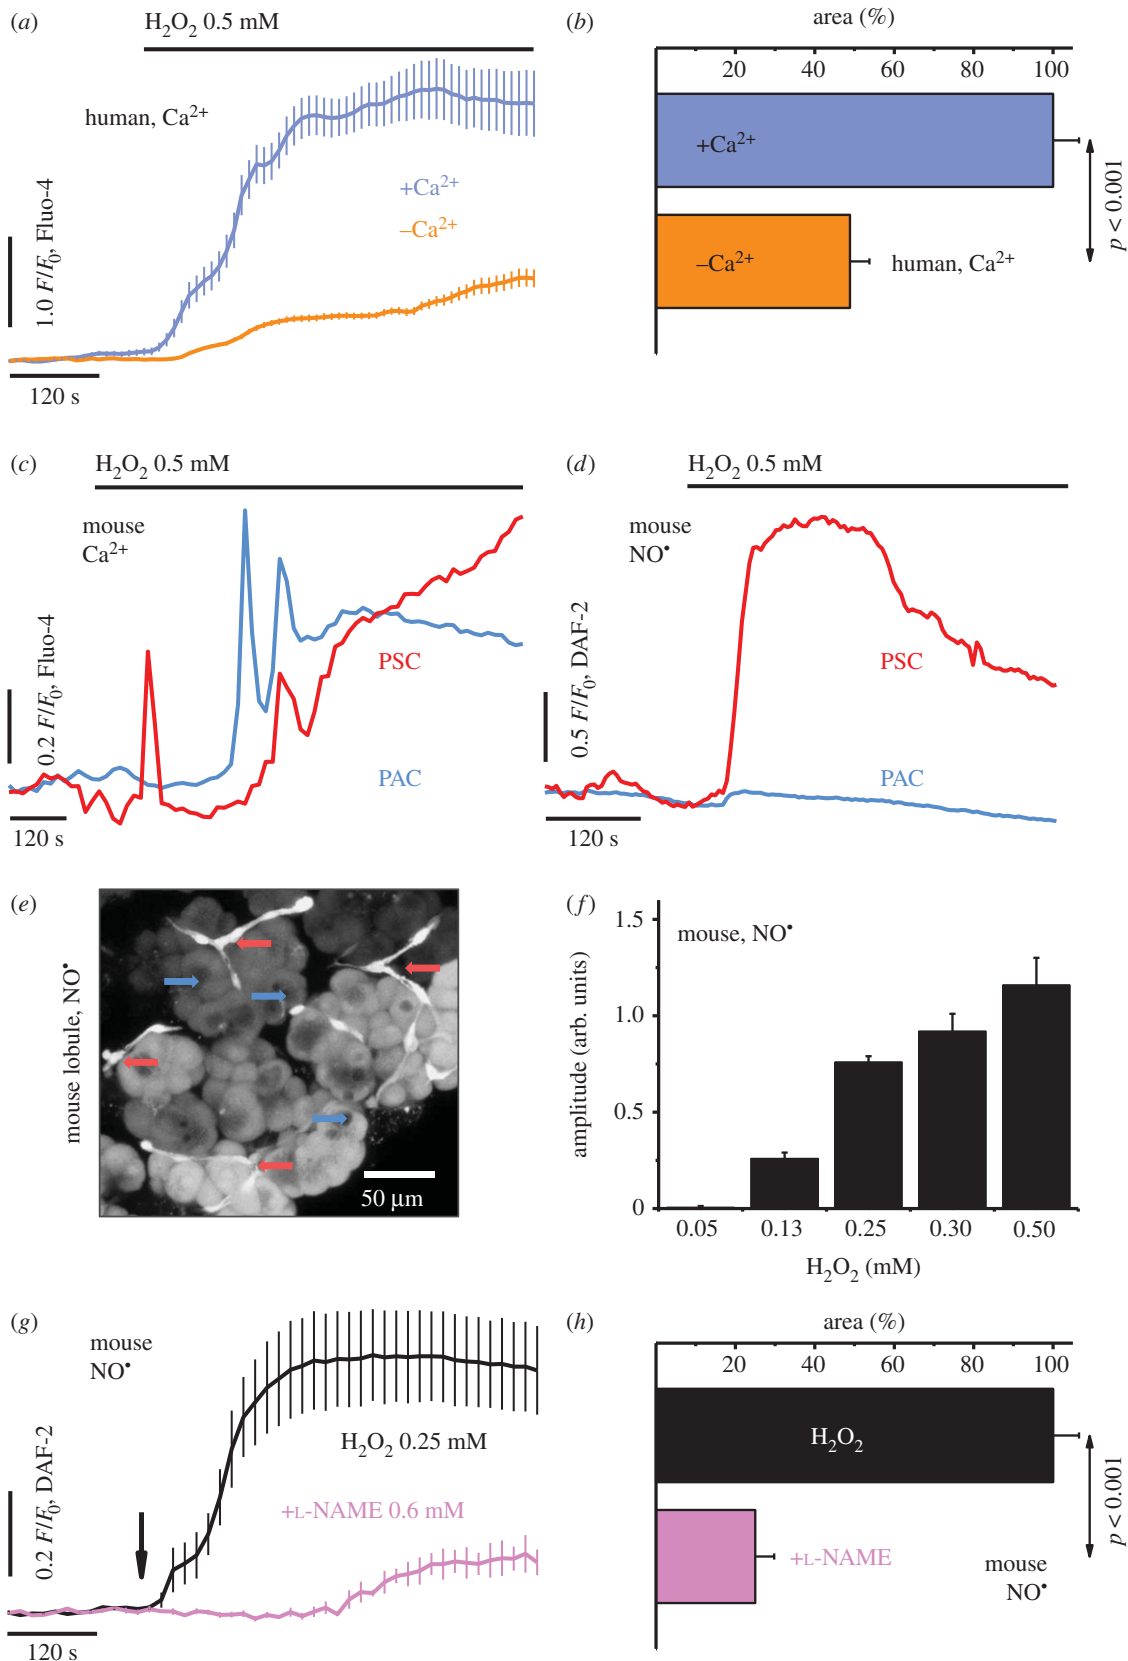 (a)
H₂O₂ 0.5 mM
human, Ca²⁺
+Ca²⁺
–Ca²⁺
1.0 F/F₀, Fluo-4
120 s
(b)
area (%)
20 40 60 80 100
+Ca²⁺
–Ca²⁺
human, Ca²⁺
p < 0.001
(c)
H₂O₂ 0.5 mM
mouse
Ca²⁺
PSC
PAC
0.2 F/F₀, Fluo-4
120 s
(d)
H₂O₂ 0.5 mM
mouse
NO•
PSC
PAC
0.5 F/F₀, DAF-2
120 s
(e)
mouse lobule, NO•
50 µm
(f)
mouse, NO•
amplitude (arb. units)
1.5
1.0
0.5
0
0.05 0.13 0.25 0.30 0.50
H₂O₂ (mM)
(g)
mouse
NO•
H₂O₂ 0.25 mM
+L-NAME 0.6 mM
0.2 F/F₀, DAF-2
120 s
(h)
area (%)
20 40 60 80 100
H₂O₂
+L-NAME
mouse
NO•
p < 0.001